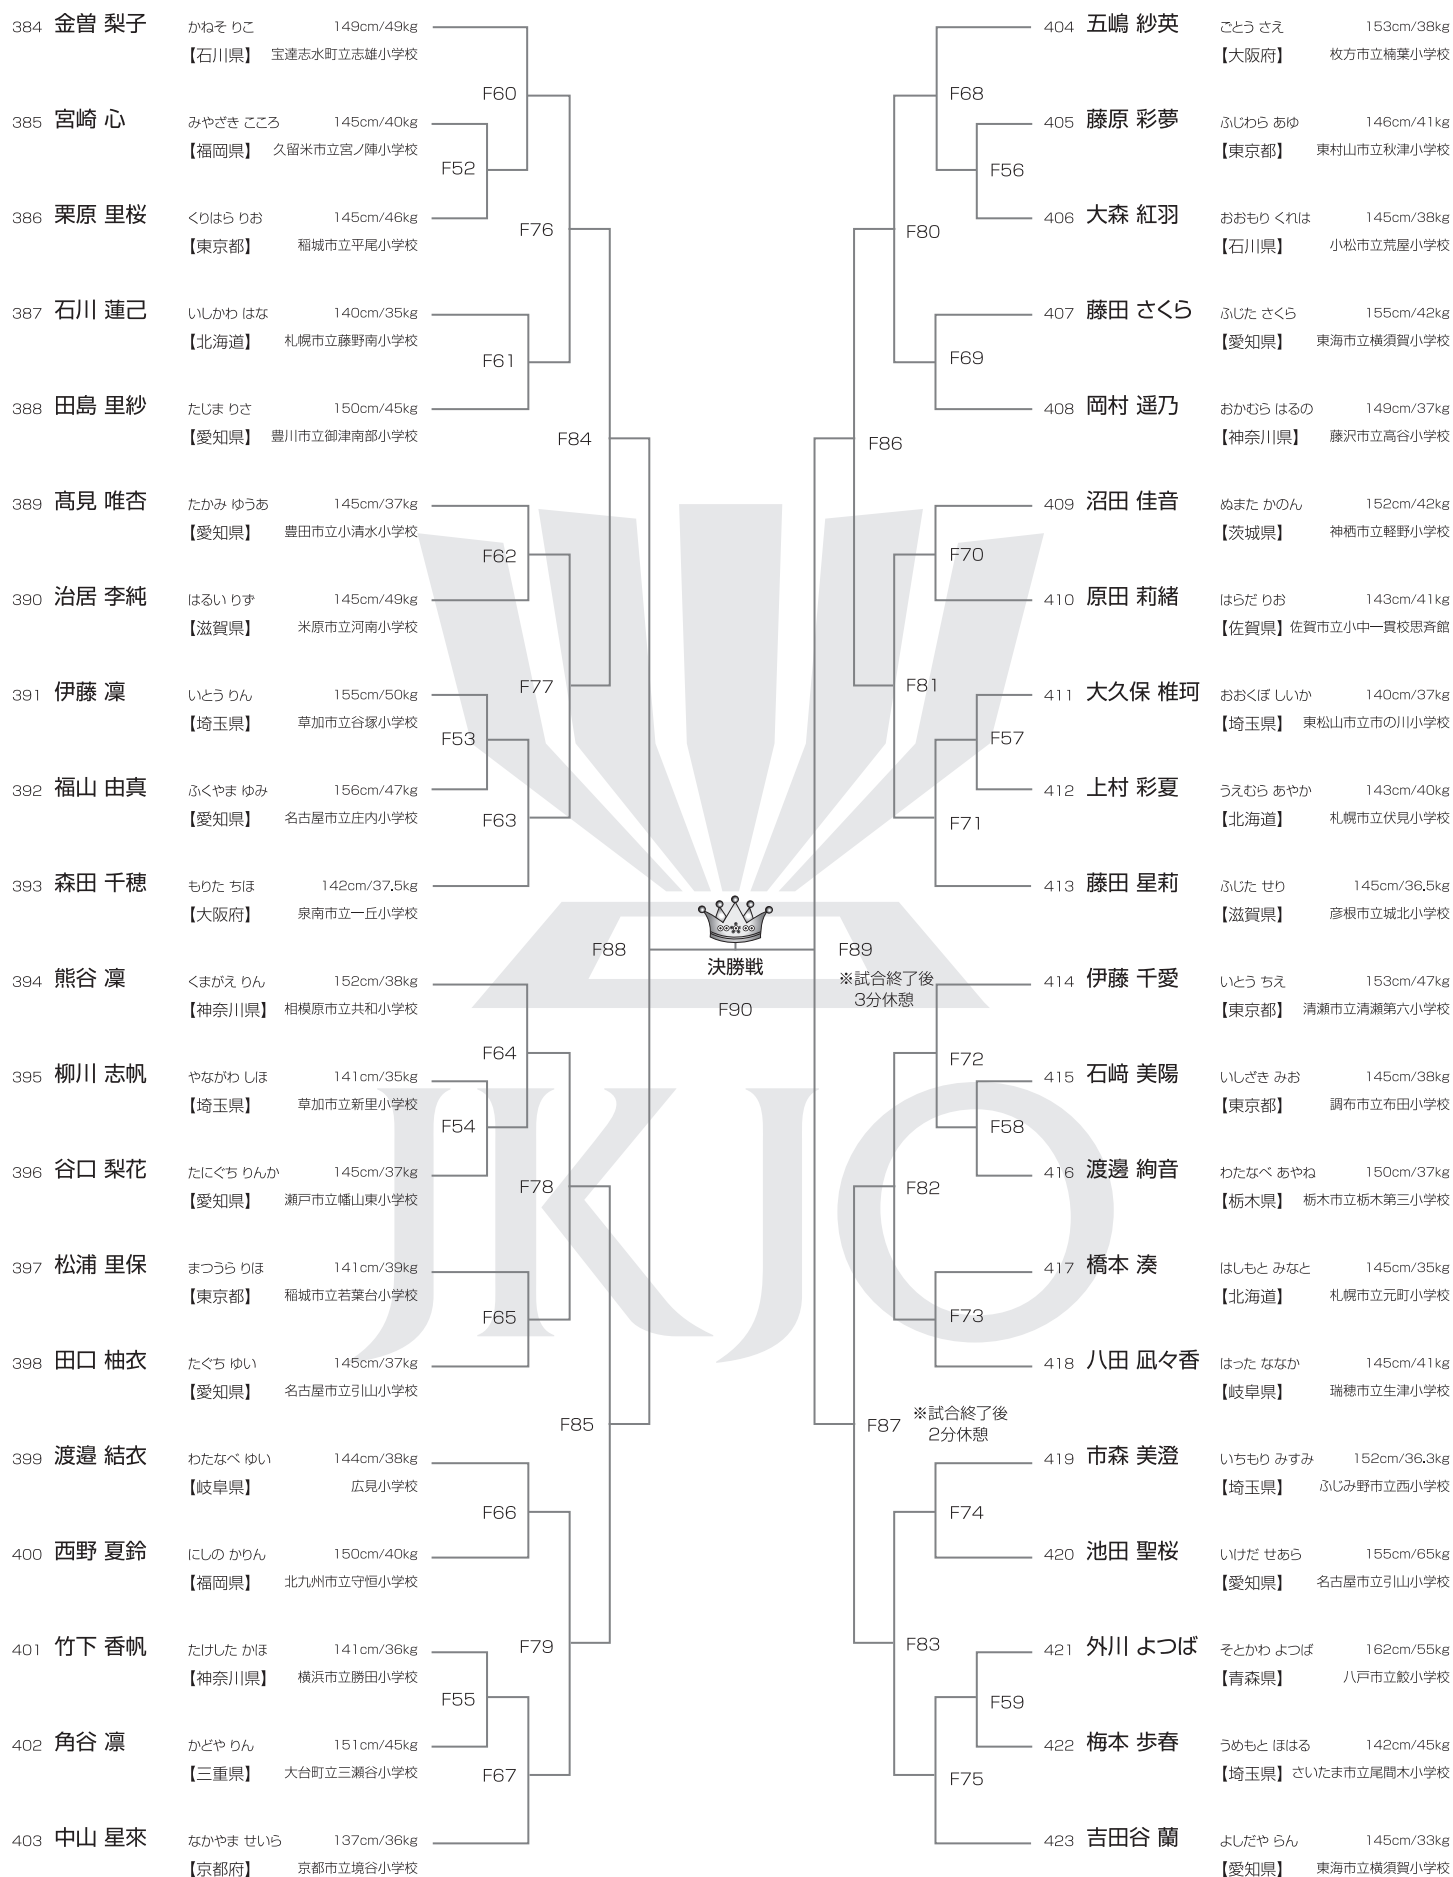 384 金曽 梨子 かねそ りこ 149cm/49kg
【石川県】 宝達志水町立志雄小学校
F60
385 宮崎 心 みやざき こころ 145cm/40kg
【福岡県】 久留米市立宮ノ陣小学校
F52
386 栗原 里桜 くりはら りお 145cm/46kg
【東京都】 稲城市立平尾小学校
F76
387 石川 蓮己 いしかわ はな 140cm/35kg
【北海道】 札幌市立藤野南小学校
F61
388 田島 里紗 たじま りさ 150cm/45kg
【愛知県】 豊川市立御津南部小学校
F84
389 髙見 唯杏 たかみ ゆうあ 145cm/37kg
【愛知県】 豊田市立小清水小学校
F62
390 治居 李純 はるい りず 145cm/49kg
【滋賀県】 米原市立河南小学校
F77
391 伊藤 凜 いとう りん 155cm/50kg
【埼玉県】 草加市立谷塚小学校
F53
392 福山 由真 ふくやま ゆみ 156cm/47kg
【愛知県】 名古屋市立庄内小学校
F63
393 森田 千穂 もりた ちほ 142cm/37.5kg
【大阪府】 泉南市立一丘小学校
F88
394 熊谷 凜 くまがえ りん 152cm/38kg
【神奈川県】 相模原市立共和小学校
F64
395 柳川 志帆 やながわ しほ 141cm/35kg
【埼玉県】 草加市立新里小学校
F54
396 谷口 梨花 たにぐち りんか 145cm/37kg
【愛知県】 瀬戸市立幡山東小学校
F78
397 松浦 里保 まつうら りほ 141cm/39kg
【東京都】 稲城市立若葉台小学校
F65
398 田口 柚衣 たぐち ゆい 145cm/37kg
【愛知県】 名古屋市立引山小学校
F85
399 渡邉 結衣 わたなべ ゆい 144cm/38kg
【岐阜県】 広見小学校
F66
400 西野 夏鈴 にしの かりん 150cm/40kg
【福岡県】 北九州市立守恒小学校
F79
401 竹下 香帆 たけした かほ 141cm/36kg
【神奈川県】 横浜市立勝田小学校
F55
402 角谷 凛 かどや りん 151cm/45kg
【三重県】 大台町立三瀬谷小学校
F67
403 中山 星來 なかやま せいら 137cm/36kg
【京都府】 京都市立境谷小学校
決勝戦
F90
JKJO
404 五嶋 紗英 ごとう さえ 153cm/38kg
【大阪府】 枚方市立楠葉小学校
F68
405 藤原 彩夢 ふじわら あゆ 146cm/41kg
【東京都】 東村山市立秋津小学校
F56
406 大森 紅羽 おおもり くれは 145cm/38kg
【石川県】 小松市立荒屋小学校
F80
407 藤田 さくら ふじた さくら 155cm/42kg
【愛知県】 東海市立横須賀小学校
F69
408 岡村 遥乃 おかむら はるの 149cm/37kg
【神奈川県】 藤沢市立高谷小学校
F86
409 沼田 佳音 ぬまた かのん 152cm/42kg
【茨城県】 神栖市立軽野小学校
F70
410 原田 莉緒 はらだ りお 143cm/41kg
【佐賀県】 佐賀市立小中一貫校思斉館
F81
411 大久保 椎珂 おおくぼ しいか 140cm/37kg
【埼玉県】 東松山市立市の川小学校
F57
412 上村 彩夏 うえむら あやか 143cm/40kg
【北海道】 札幌市立伏見小学校
F71
413 藤田 星莉 ふじた せり 145cm/36.5kg
【滋賀県】 彦根市立城北小学校
F89
※試合終了後
3分休憩
414 伊藤 千愛 いとう ちえ 153cm/47kg
【東京都】 清瀬市立清瀬第六小学校
F72
415 石﨑 美陽 いしざき みお 145cm/38kg
【東京都】 調布市立布田小学校
F58
416 渡邊 絢音 わたなべ あやね 150cm/37kg
【栃木県】 栃木市立栃木第三小学校
F82
417 橋本 湊 はしもと みなと 145cm/35kg
【北海道】 札幌市立元町小学校
F73
418 八田 凪々香 はった ななか 145cm/41kg
【岐阜県】 瑞穂市立生津小学校
F87
※試合終了後
2分休憩
419 市森 美澄 いちもり みすみ 152cm/36.3kg
【埼玉県】 ふじみ野市立西小学校
F74
420 池田 聖桜 いけだ せあら 155cm/65kg
【愛知県】 名古屋市立引山小学校
F83
421 外川 よつば そとかわ よつば 162cm/55kg
【青森県】 八戸市立鮫小学校
F59
422 梅本 歩春 うめもと ほはる 142cm/45kg
【埼玉県】 さいたま市立尾間木小学校
F75
423 吉田谷 蘭 よしだや らん 145cm/33kg
【愛知県】 東海市立横須賀小学校